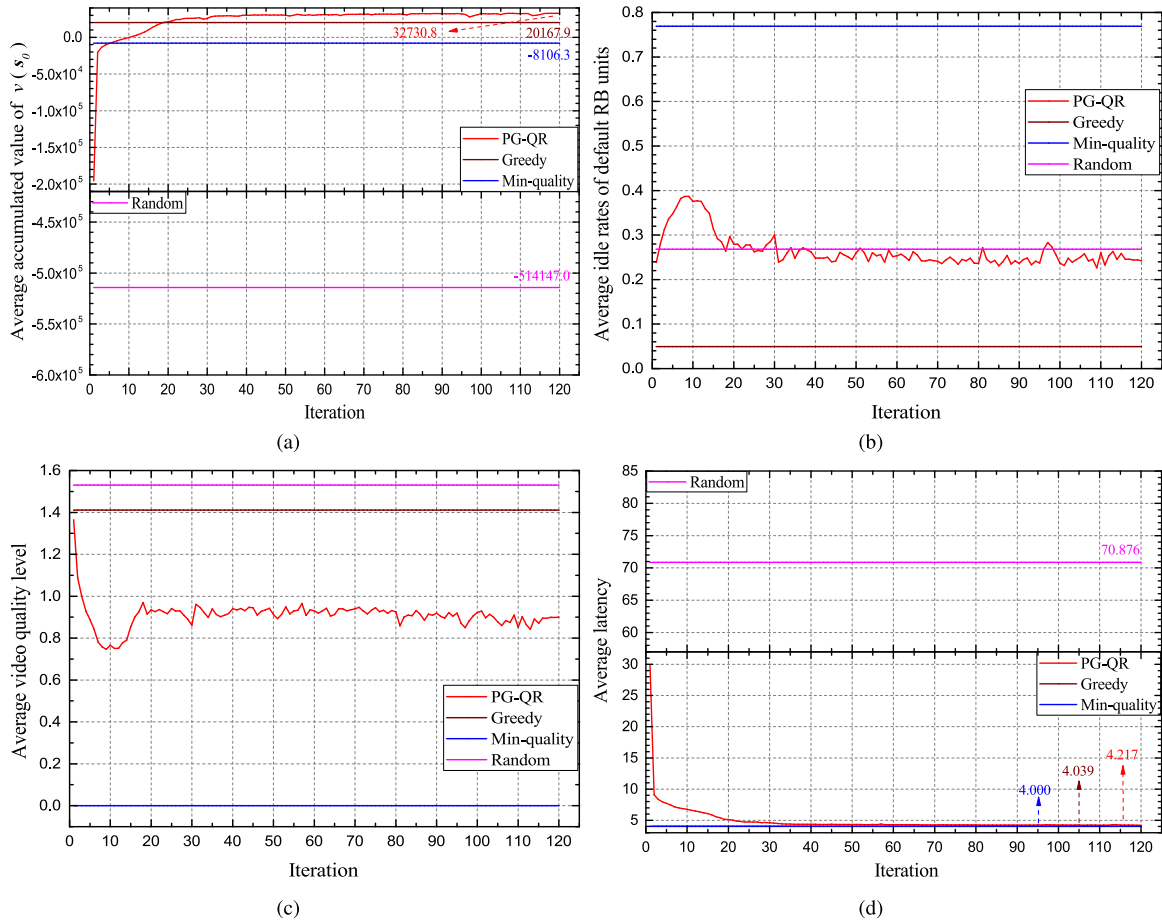 0.0
-5.0x10⁴
-1.0x10⁵
-1.5x10⁵
-2.0x10⁵
-4.5x10⁵
-5.0x10⁵
-5.5x10⁵
-6.0x10⁵
Average accumulated value of v(s₀)
32730.8
20167.9
-8106.3
PG-QR
Greedy
Min-quality
Random
-514147.0
0 10 20 30 40 50 60 70 80 90 100 110 120
Iteration
(a)
0.8
0.7
0.6
0.5
0.4
0.3
0.2
0.1
0.0
Average idle rates of default RB units
PG-QR
Greedy
Min-quality
Random
0 10 20 30 40 50 60 70 80 90 100 110 120
Iteration
(b)
1.6
1.4
1.2
1.0
0.8
0.6
0.4
0.2
0.0
Average video quality level
PG-QR
Greedy
Min-quality
Random
0 10 20 30 40 50 60 70 80 90 100 110 120
Iteration
(c)
85
80
75
70
65
60
30
25
20
15
10
5
Average latency
Random
70.876
PG-QR
Greedy
Min-quality
4.000
4.039
4.217
0 10 20 30 40 50 60 70 80 90 100 110 120
Iteration
(d)